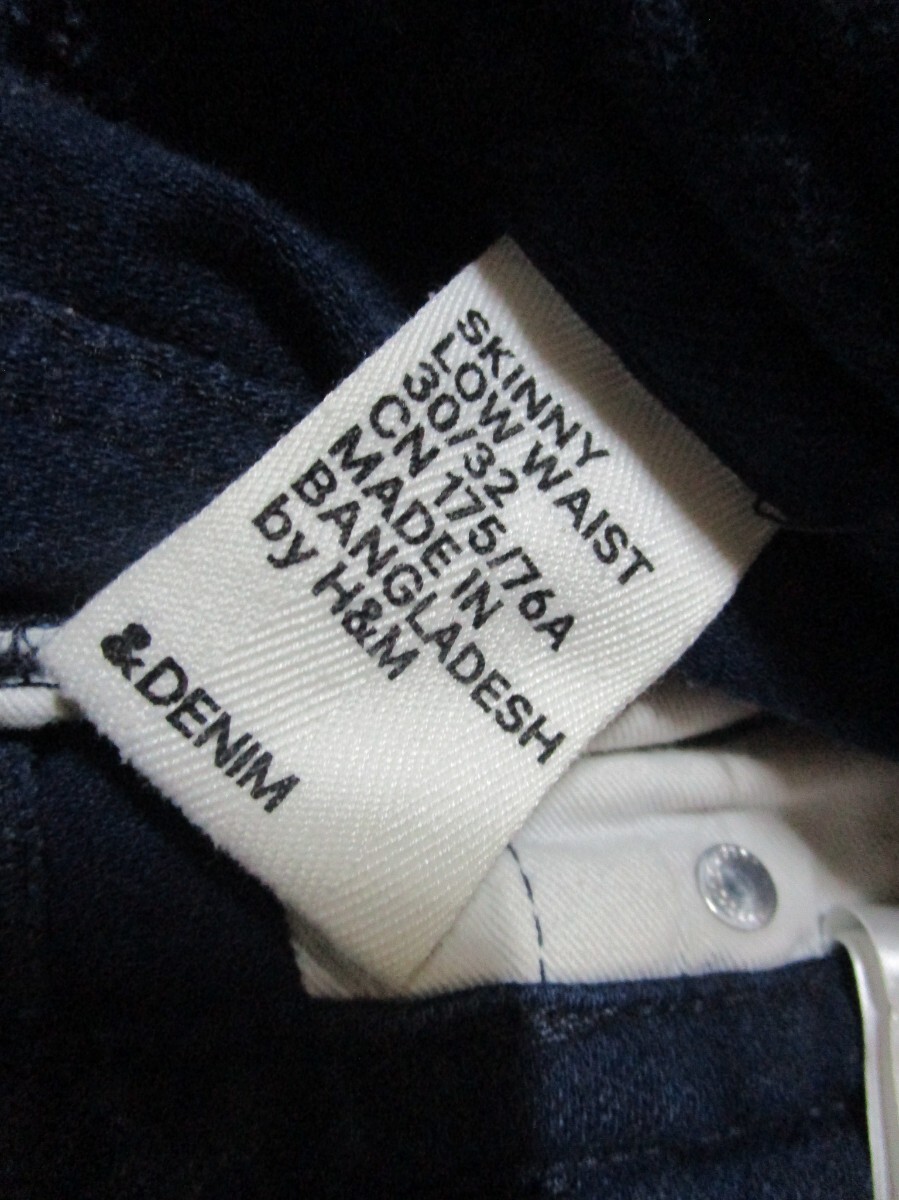 SKINNY
LOW WAIST
30/32
CN 175/76A
MADE IN
BANGLADESH
by H&M
&DENIM